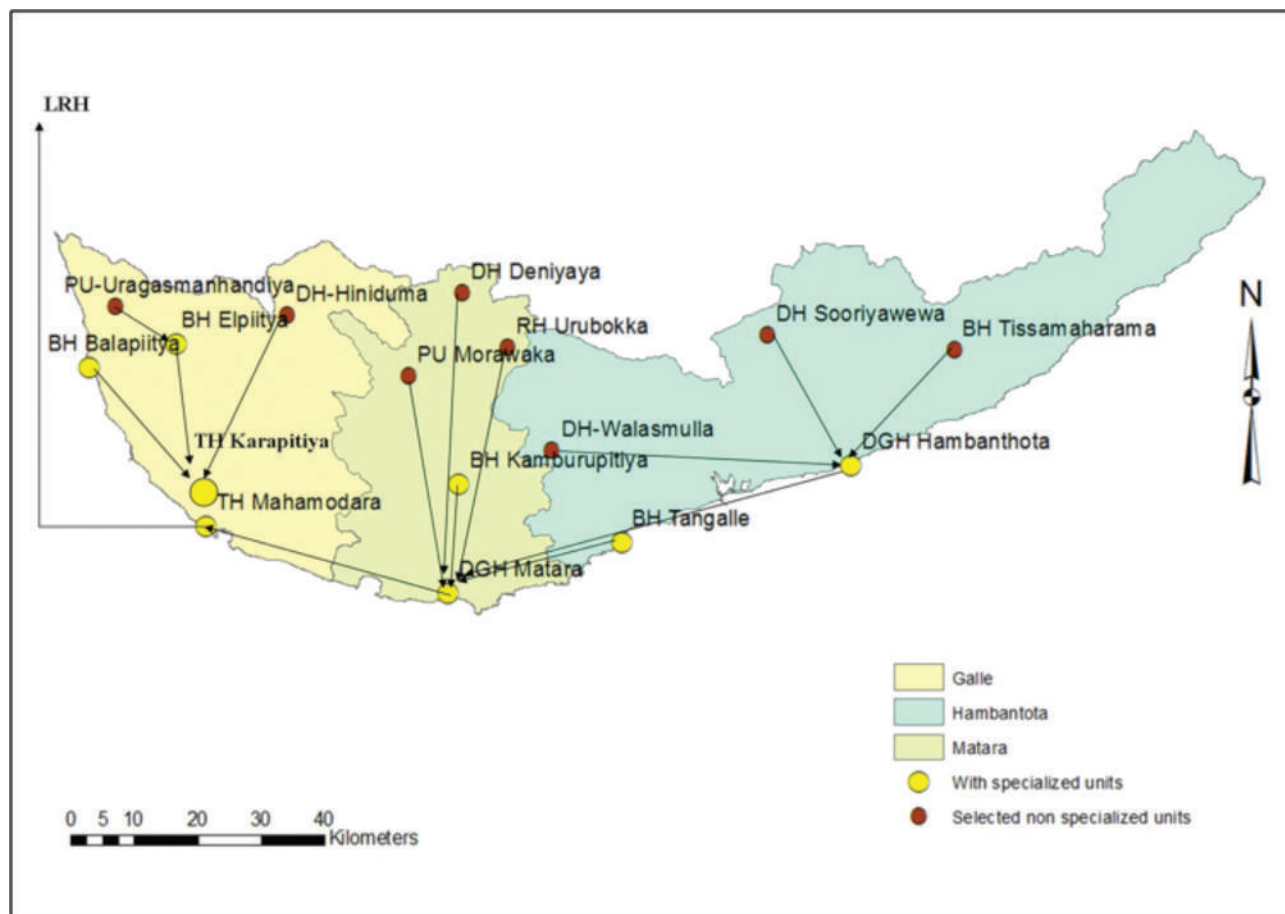 LRH
PU-Uragasmanhandiya
DH-Hiniduma
DH Deniyaya
BH Elpiitya
RH Urubokka
DH Sooriyawewa
BH Tissamaharama
BH Balapiitya
PU Morawaka
N
TH Karapitiya
DH-Walasmulla
DGH Hambanthota
BH Kamburupitiya
TH Mahamodara
BH Tangalle
DGH Matara
Galle
Hambantota
Matara
With specialized units
Selected non specialized units
0 5 10 20 30 40
Kilometers